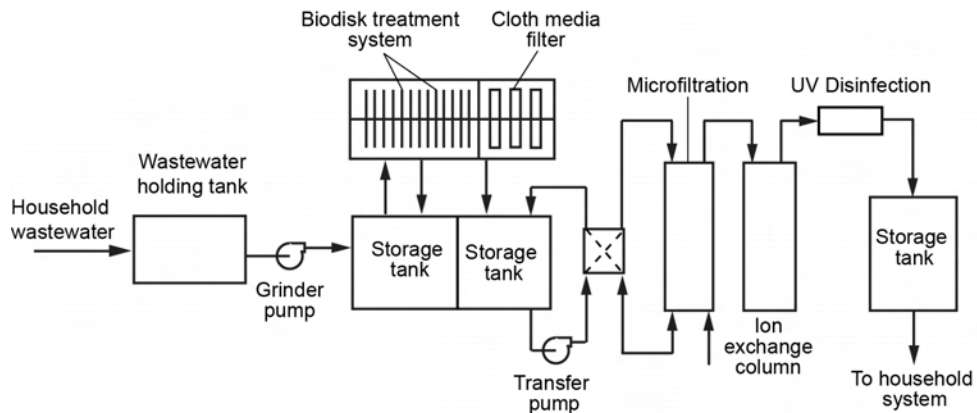 Biodisk treatment
system
Cloth media
filter
Microfiltration
UV Disinfection
Wastewater
holding tank
Household
wastewater
Grinder
pump
Storage
tank
Storage
tank
Transfer
pump
Ion
exchange
column
Storage
tank
To household
system